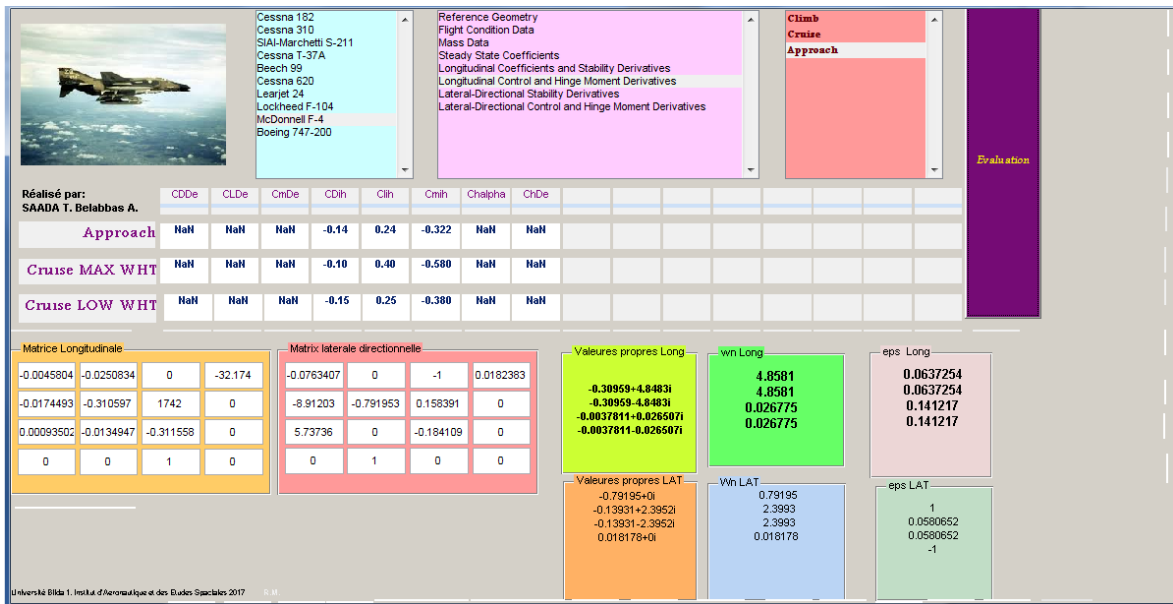 Cessna 182
Cessna 310
SIAI-Marchetti S-211
Cessna T-37A
Beech 99
Cessna 620
Learjet 24
Lockheed F-104
McDonnell F-4
Boeing 747-200
Reference Geometry
Flight Condition Data
Mass Data
Steady State Coefficients
Longitudinal Coefficients and Stability Derivatives
Longitudinal Control and Hinge Moment Derivatives
Lateral-Directional Stability Derivatives
Lateral-Directional Control and Hinge Moment Derivatives
Climb
Cruise
Approach
Evaluation
Réalisé par:
SAADA T. Belabbas A.
CDDe CLDe CmDe CDih Clih Cmih Chalpha ChDe
Approach NaN NaN NaN -0.14 0.24 -0.322 NaN NaN
Cruise MAX WHT NaN NaN NaN -0.10 0.40 -0.580 NaN NaN
Cruise LOW WHT NaN NaN NaN -0.15 0.25 -0.380 NaN NaN
Matrice Longitudinale
-0.0045804 -0.0250834 0 -32.174
-0.0174493 -0.310597 1742 0
0.00093502 -0.0134947 -0.311558 0
0 0 1 0
Matrix laterale directionnelle
-0.0763407 0 -1 0.0182383
-8.91203 -0.791953 0.158391 0
5.73736 0 -0.184109 0
0 1 0 0
Valeures propres Long
-0.30959+4.8483i
-0.30959-4.8483i
-0.0037811+0.026507i
-0.0037811-0.026507i
wn Long
4.8581
4.8581
0.026775
0.026775
eps Long
0.0637254
0.0637254
0.141217
0.141217
Valeures propres LAT
-0.79195+0i
-0.13931+2.3952i
-0.13931-2.3952i
0.018178+0i
Wn LAT
0.79195
2.3993
2.3993
0.018178
eps LAT
1
0.0580652
0.0580652
-1
Université Blida 1. Institut d'Aeronautique et des Etudes Spaciales 2017
R.M.